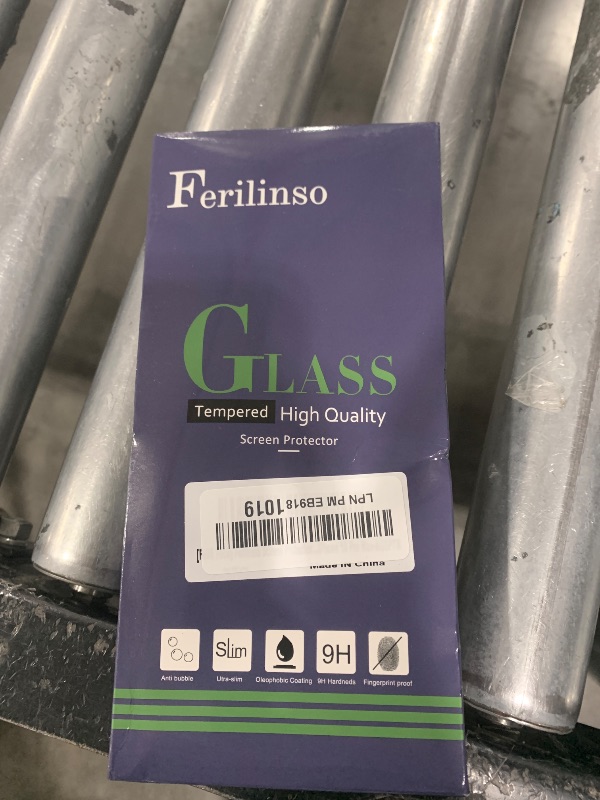 Ferilinso
GLASS
Tempered High Quality
Screen Protector
LPN PM EB918 1019
Made in China
Slim
9H
Anti bubble Ultra-slim Oleophobic Coating 9H Hardneds Fingerprint proof